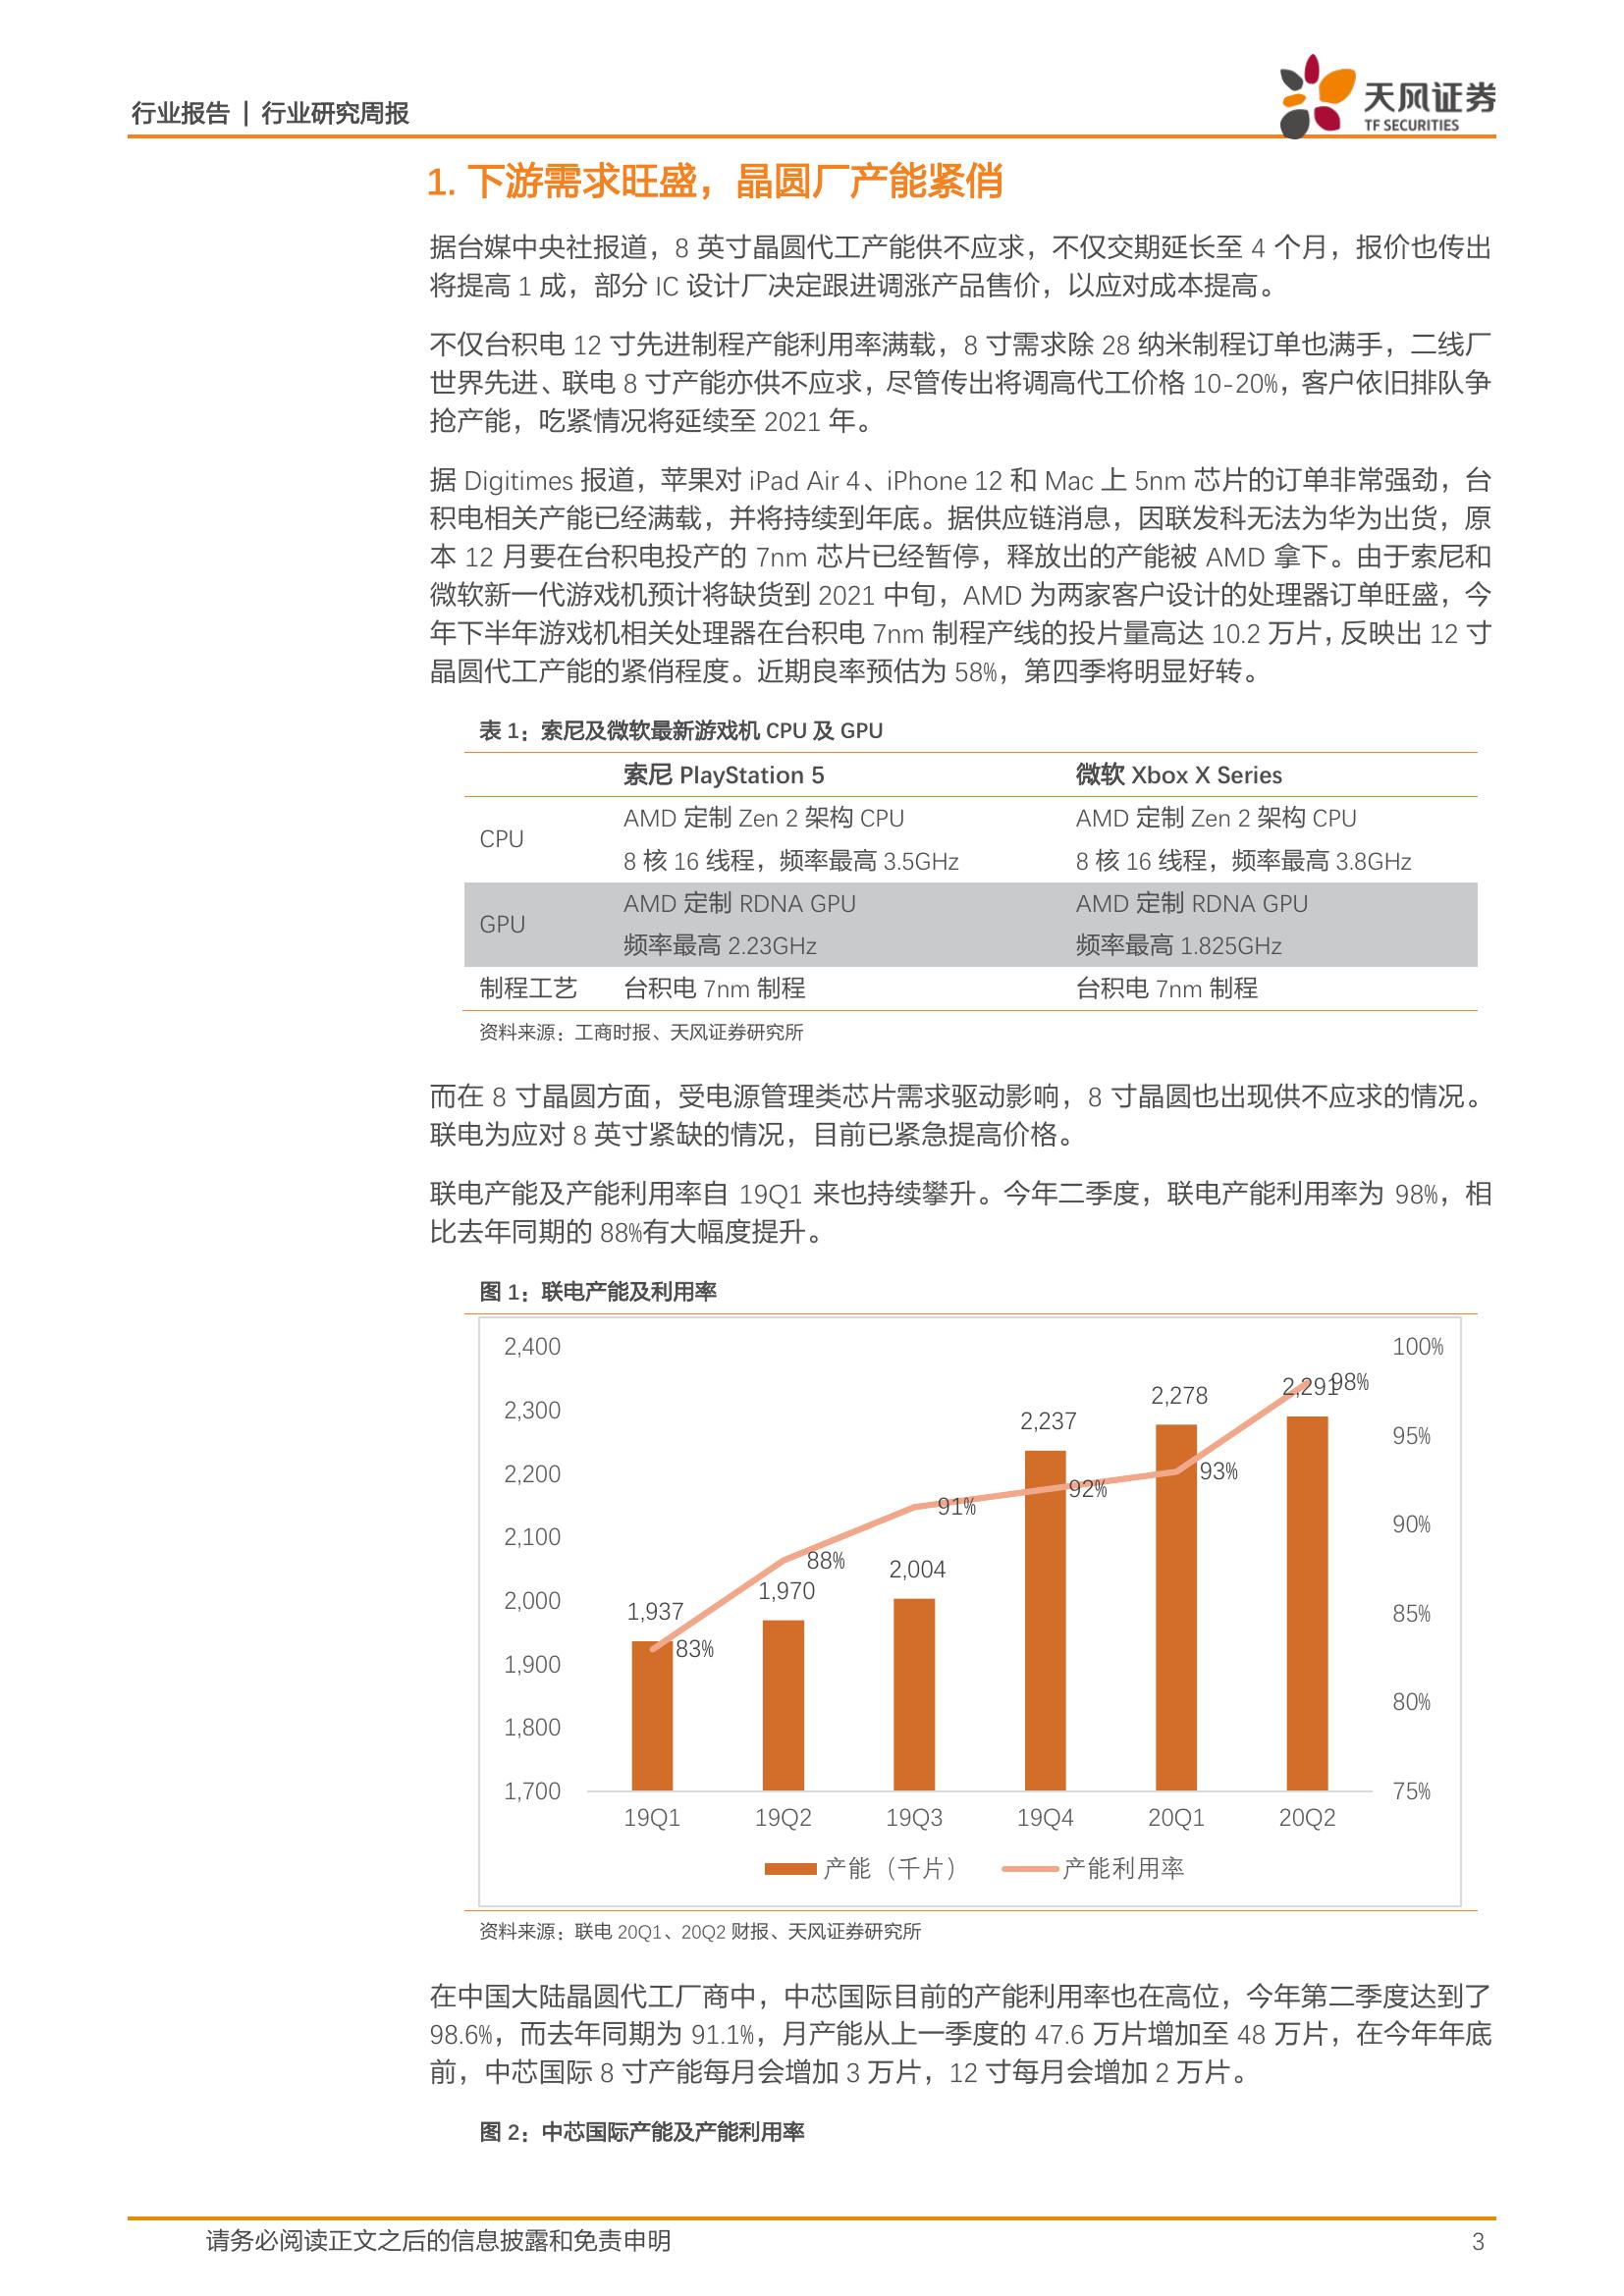 行业报告 | 行业研究周报
天风证券
TF SECURITIES
1. 下游需求旺盛，晶圆厂产能紧俏
据台媒中央社报道，8 英寸晶圆代工产能供不应求，不仅交期延长至 4 个月，报价也传出
将提高 1 成，部分 IC 设计厂决定跟进调涨产品售价，以应对成本提高。
不仅台积电 12 寸先进制程产能利用率满载，8 寸需求除 28 纳米制程订单也满手，二线厂
世界先进、联电 8 寸产能亦供不应求，尽管传出将调高代工价格 10-20%，客户依旧排队争
抢产能，吃紧情况将延续至 2021 年。
据 Digitimes 报道，苹果对 iPad Air 4、iPhone 12 和 Mac 上 5nm 芯片的订单非常强劲，台
积电相关产能已经满载，并将持续到年底。据供应链消息，因联发科无法为华为出货，原
本 12 月要在台积电投产的 7nm 芯片已经暂停，释放出的产能被 AMD 拿下。由于索尼和
微软新一代游戏机预计将缺货到 2021 中旬，AMD 为两家客户设计的处理器订单旺盛，今
年下半年游戏机相关处理器在台积电 7nm 制程产线的投片量高达 10.2 万片，反映出 12 寸
晶圆代工产能的紧俏程度。近期良率预估为 58%，第四季将明显好转。
表 1：索尼及微软最新游戏机 CPU 及 GPU
索尼 PlayStation 5 微软 Xbox X Series
CPU AMD 定制 Zen 2 架构 CPU AMD 定制 Zen 2 架构 CPU
8 核 16 线程，频率最高 3.5GHz 8 核 16 线程，频率最高 3.8GHz
GPU AMD 定制 RDNA GPU AMD 定制 RDNA GPU
频率最高 2.23GHz 频率最高 1.825GHz
制程工艺 台积电 7nm 制程 台积电 7nm 制程
资料来源：工商时报、天风证券研究所
而在 8 寸晶圆方面，受电源管理类芯片需求驱动影响，8 寸晶圆也出现供不应求的情况。
联电为应对 8 英寸紧缺的情况，目前已紧急提高价格。
联电产能及产能利用率自 19Q1 来也持续攀升。今年二季度，联电产能利用率为 98%，相
比去年同期的 88%有大幅度提升。
图 1：联电产能及利用率
2,400 100%
2,291 98%
2,300 2,278
2,237 95%
2,200 93%
92%
91%
2,100 90%
88%
2,004
2,000 1,970
1,937 85%
83%
1,900
1,800 80%
1,700 75%
19Q1 19Q2 19Q3 19Q4 20Q1 20Q2
产能（千片） 产能利用率
资料来源：联电 20Q1、20Q2 财报、天风证券研究所
在中国大陆晶圆代工厂商中，中芯国际目前的产能利用率也在高位，今年第二季度达到了
98.6%，而去年同期为 91.1%，月产能从上一季度的 47.6 万片增加至 48 万片，在今年年底
前，中芯国际 8 寸产能每月会增加 3 万片，12 寸每月会增加 2 万片。
图 2：中芯国际产能及产能利用率
请务必阅读正文之后的信息披露和免责申明 3